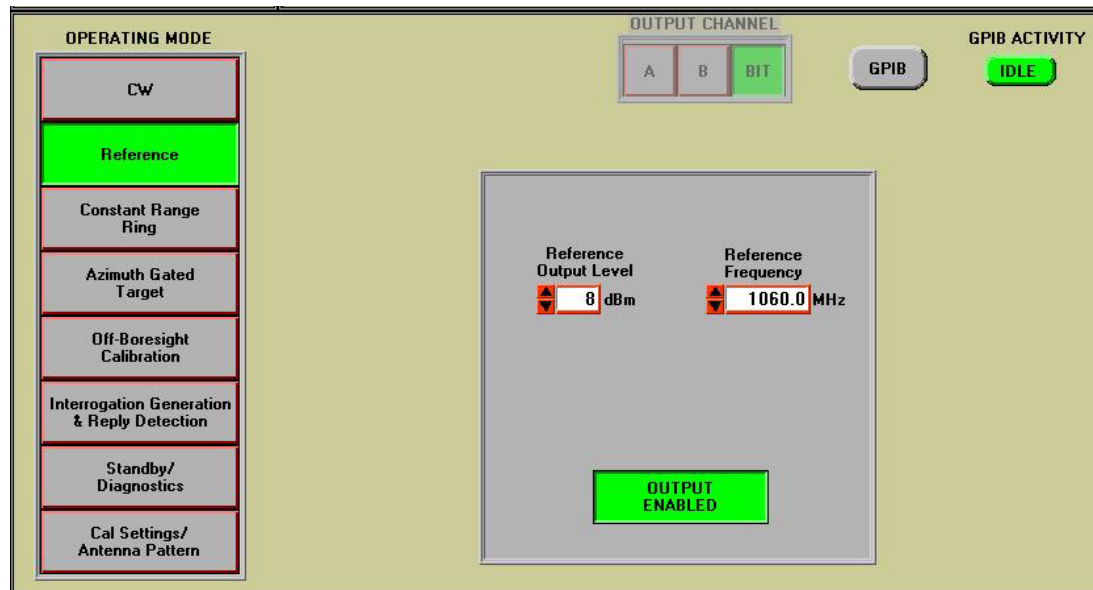 OPERATING MODE
CW
Reference
Constant Range
Ring
Azimuth Gated
Target
Off-Boresight
Calibration
Interrogation Generation
& Reply Detection
Standby/
Diagnostics
Cal Settings/
Antenna Pattern
OUTPUT CHANNEL
A B BIT
GPIB
GPIB ACTIVITY
IDLE
Reference
Output Level
8 dBm
Reference
Frequency
1060.0 MHz
OUTPUT
ENABLED